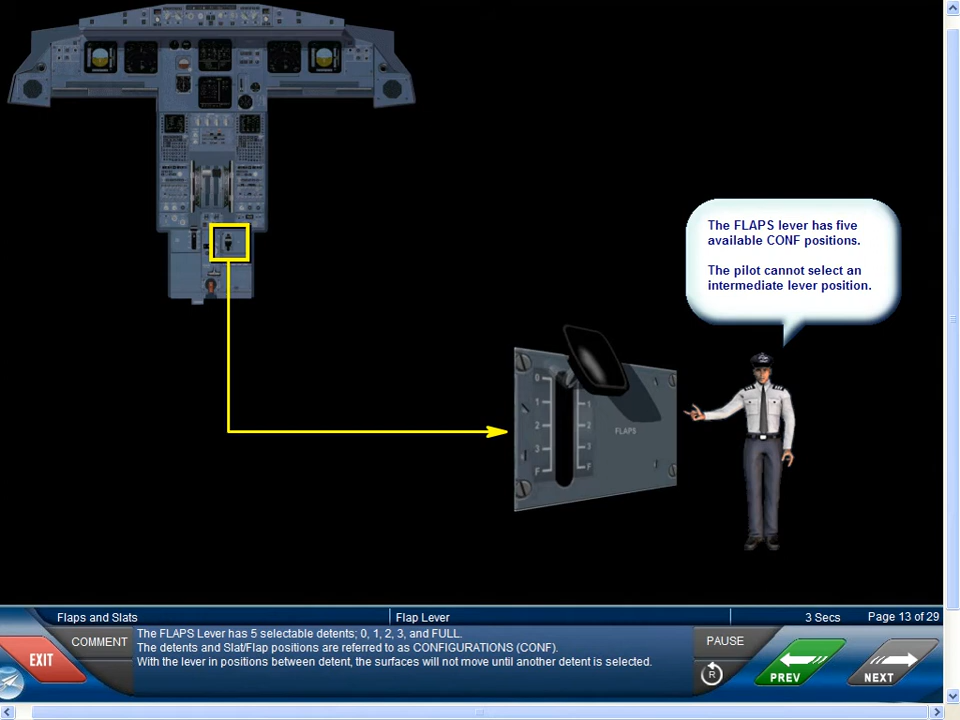 The FLAPS lever has five
available CONF positions.
The pilot cannot select an
intermediate lever position.
0
1
1
2
2
3
3
F
F
FLAPS
Flaps and Slats
Flap Lever
3 Secs
Page 13 of 29
COMMENT
The FLAPS Lever has 5 selectable detents; 0, 1, 2, 3, and FULL.
The detents and Slat/Flap positions are referred to as CONFIGURATIONS (CONF).
With the lever in positions between detent, the surfaces will not move until another detent is selected.
PAUSE
EXIT
R
PREV
NEXT